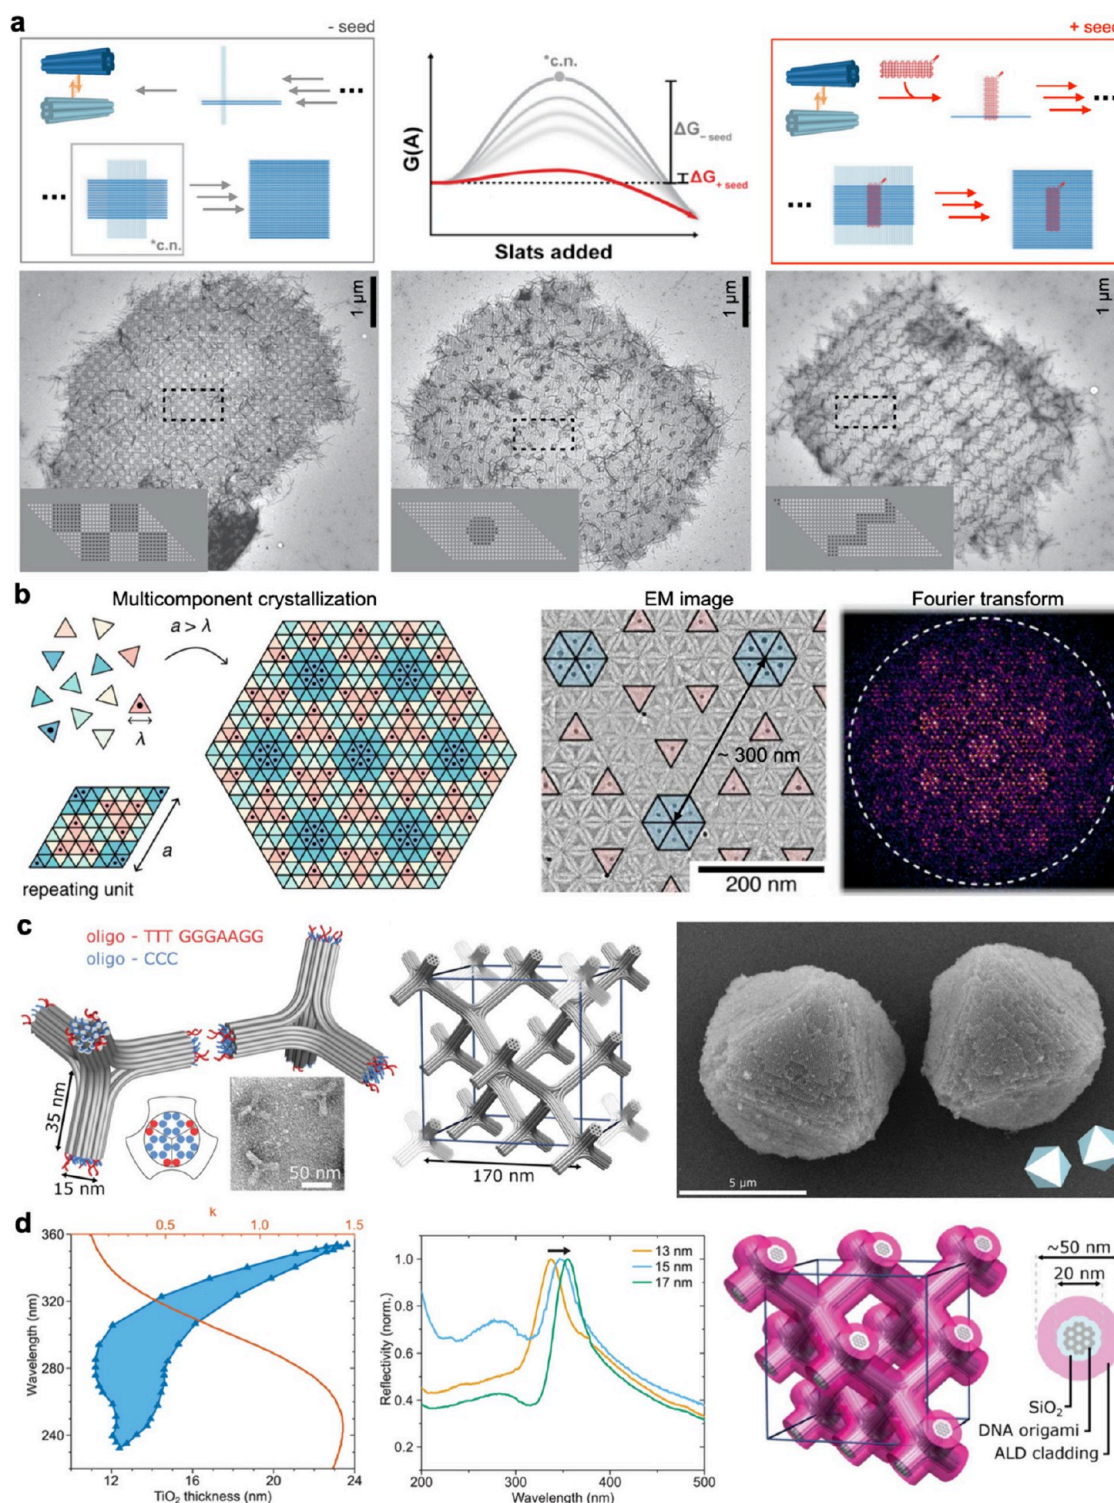 a
- seed
*c.n.
*c.n.
G(A)
ΔG– seed
ΔG+ seed
Slats added
+ seed
1 µm
1 µm
1 µm
b
Multicomponent crystallization
a > λ
λ
a
repeating unit
EM image
~ 300 nm
200 nm
Fourier transform
c
oligo - TTT GGGAAGG
oligo - CCC
35 nm
15 nm
50 nm
170 nm
5 µm
d
k
0.5 1.0 1.5
Wavelength (nm)
360
320
280
240
12 16 20 24
TiO2 thickness (nm)
Reflectivity (norm.)
1.0
0.8
1.0
0.4
1.2
13 nm
15 nm
17 nm
200 300 400 500
Wavelength (nm)
~50 nm
20 nm
SiO2
DNA origami
ALD cladding